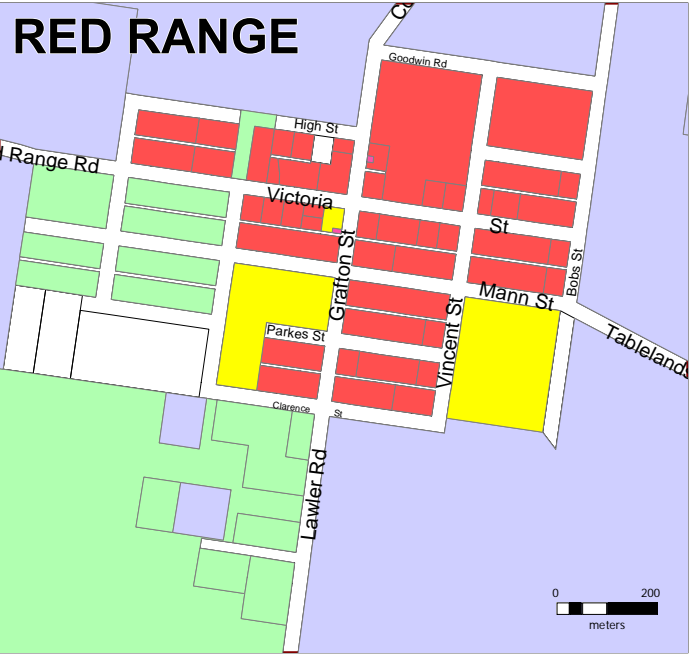 RED RANGE
Goodwin Rd
High St
Range Rd
Victoria
St
Grafton St
Bobs St
Mann St
Vincent St
Parkes St
Tableland
Clarence
St
Lawler Rd
0 200
meters